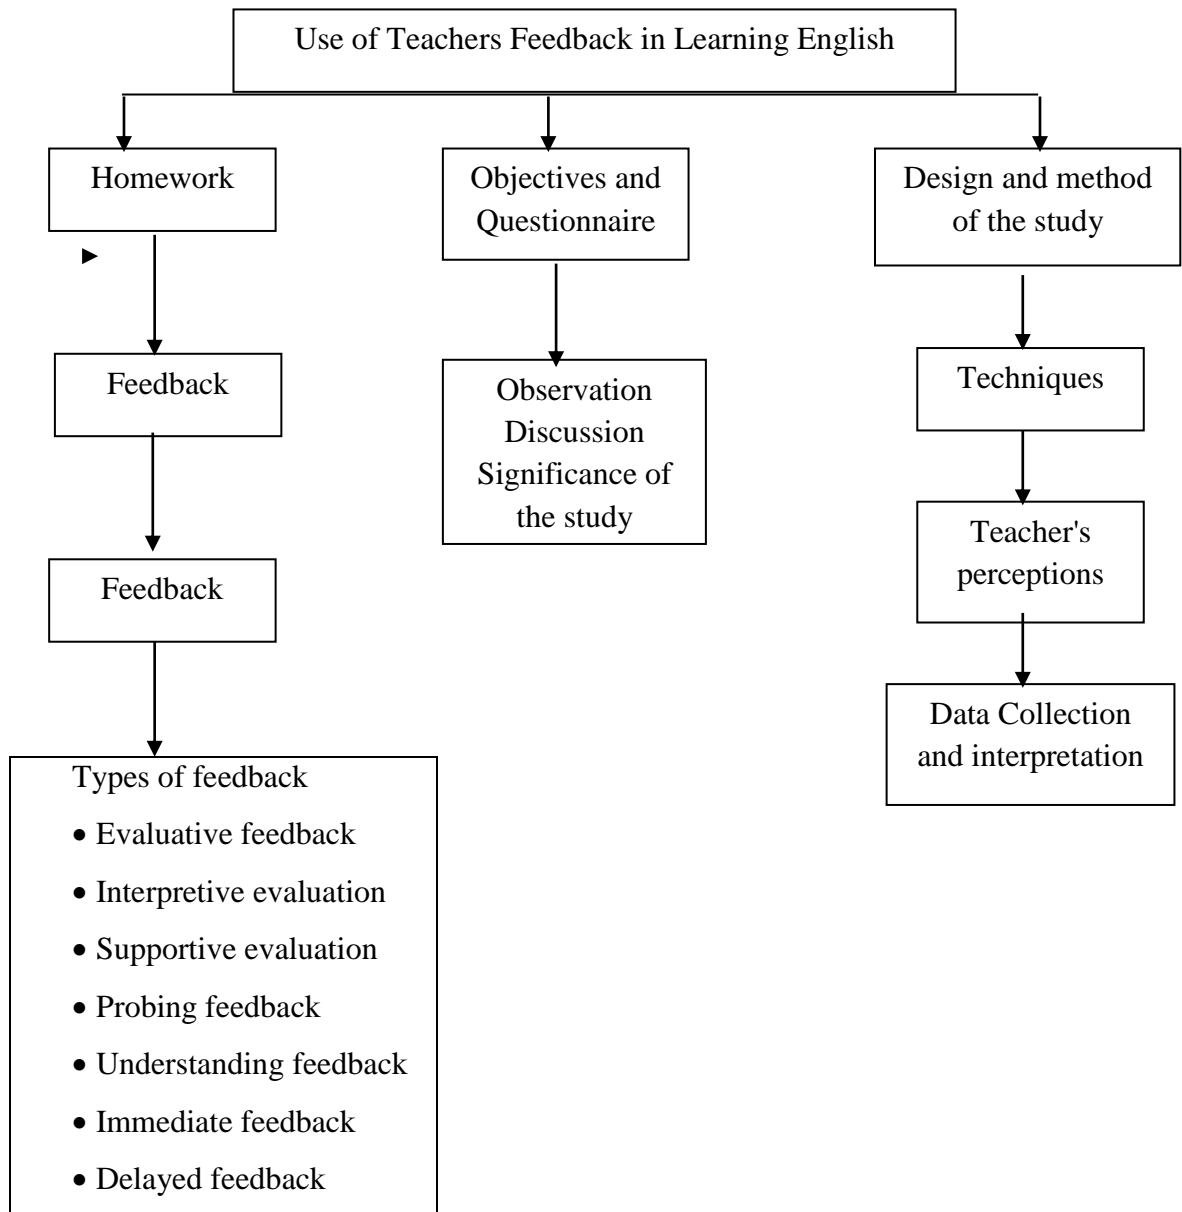 Use of Teachers Feedback in Learning English
Homework
Feedback
Feedback
Types of feedback
• Evaluative feedback
• Interpretive evaluation
• Supportive evaluation
• Probing feedback
• Understanding feedback
• Immediate feedback
• Delayed feedback
Objectives and
Questionnaire
Observation
Discussion
Significance of
the study
Design and method
of the study
Techniques
Teacher's
perceptions
Data Collection
and interpretation